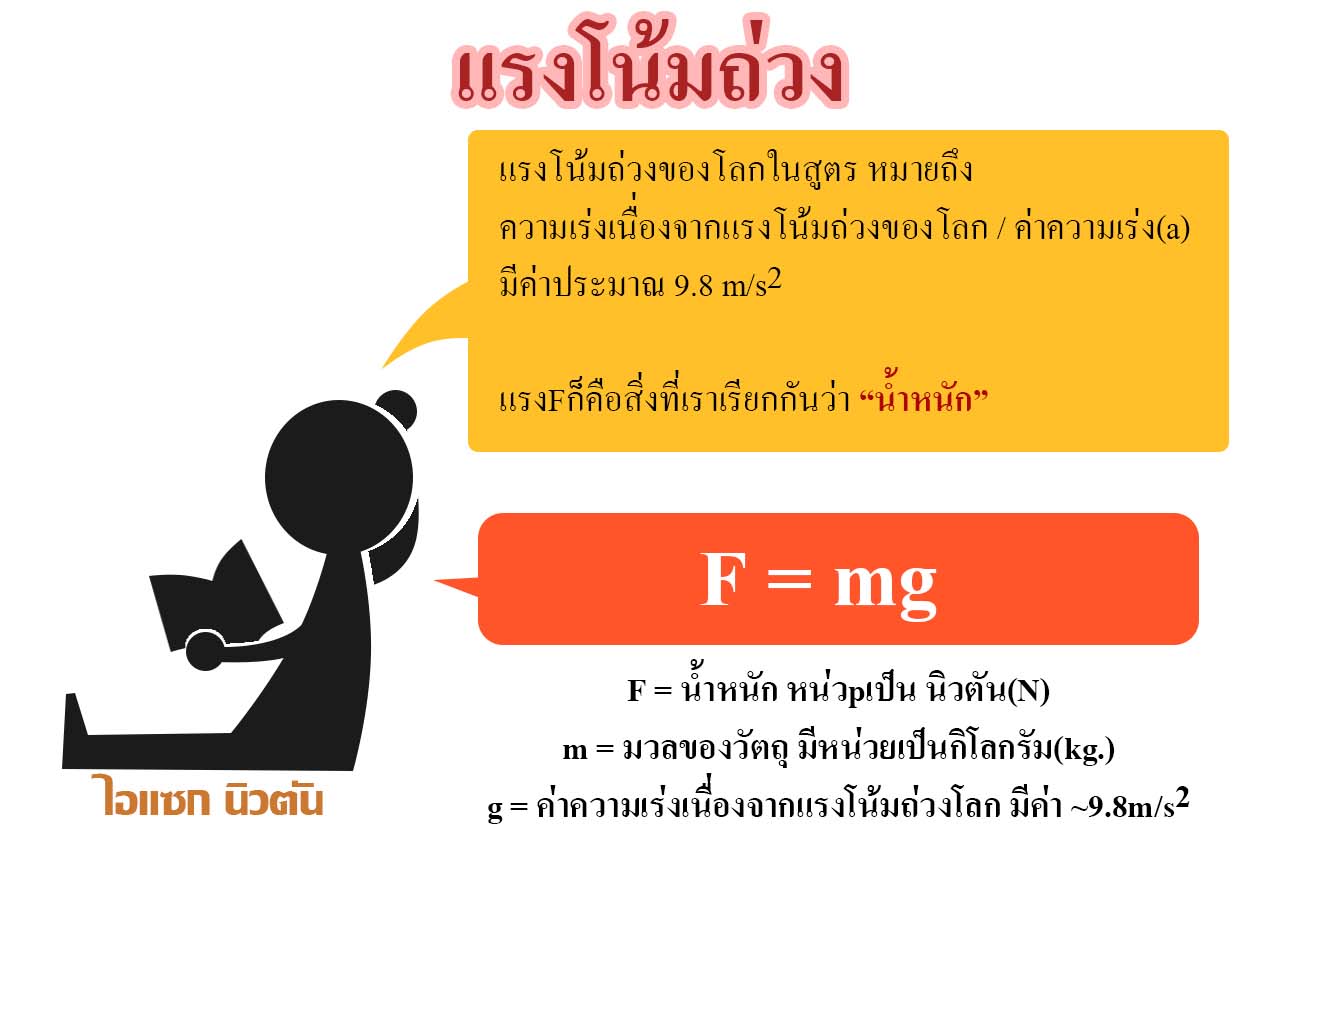 แรงโน้มถ่วง
แรงโน้มถ่วงของโลกในสูตร หมายถึง
ความเร่งเนื่องจากแรงโน้มถ่วงของโลก / ค่าความเร่ง(a)
มีค่าประมาณ 9.8 m/s2
แรงFก็คือสิ่งที่เราเรียกกันว่า “น้ำหนัก”
F = mg
F = น้ำหนัก หน่วpเป็น นิวตัน(N)
m = มวลของวัตถุ มีหน่วยเป็นกิโลกรัม(kg.)
g = ค่าความเร่งเนื่องจากแรงโน้มถ่วงโลก มีค่า ~9.8m/s2
ไอแซก นิวตัน